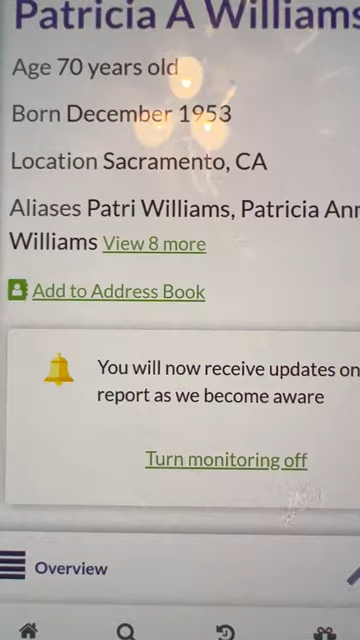 Patricia A Williams
Age 70 years old
Born December 1953
Location Sacramento, CA
Aliases Patri Williams, Patricia Ann
Williams View 8 more
Add to Address Book
You will now receive updates on
report as we become aware
Turn monitoring off
Overview